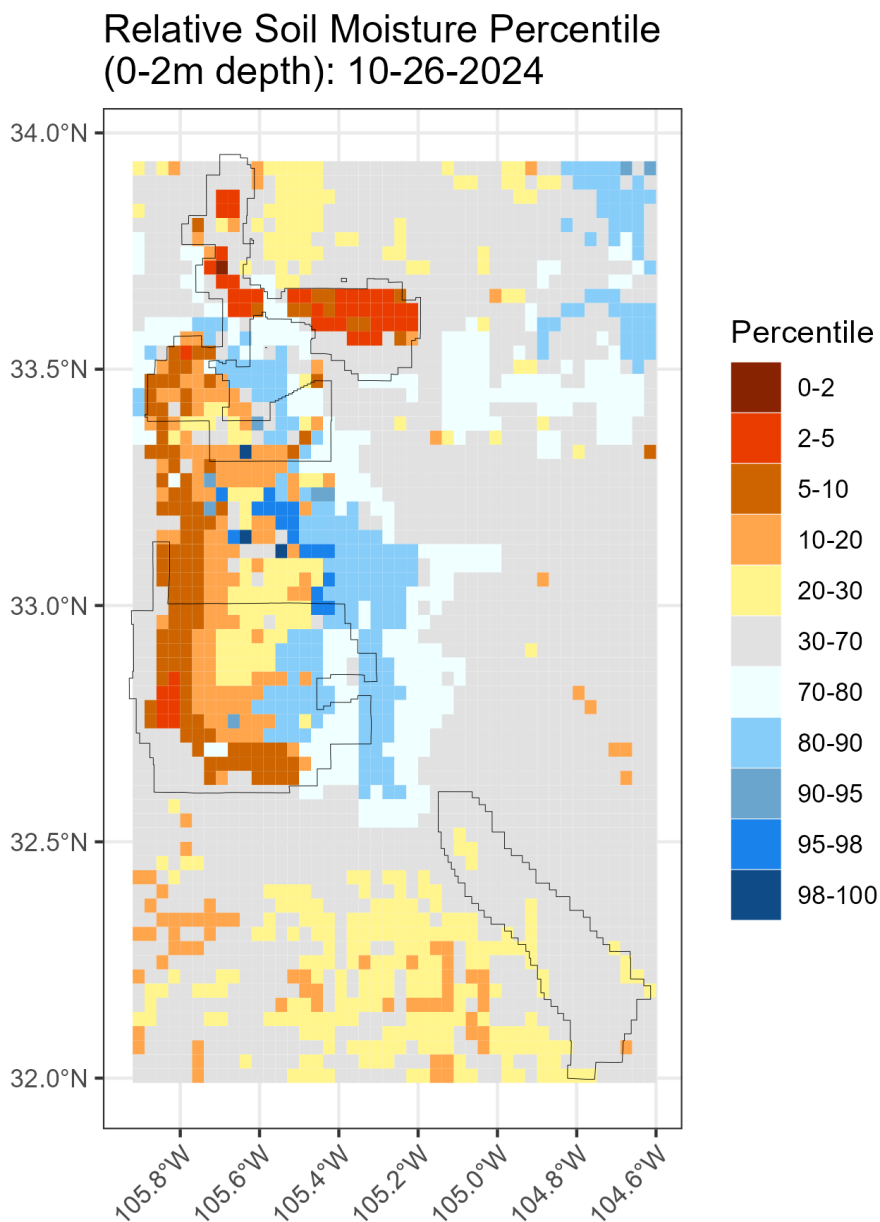 Relative Soil Moisture Percentile
(0-2m depth): 10-26-2024
34.0°N
33.5°N
33.0°N
32.5°N
32.0°N
105.8°W
105.6°W
105.4°W
105.2°W
105.0°W
104.8°W
104.6°W
Percentile
0-2
2-5
5-10
10-20
20-30
30-70
70-80
80-90
90-95
95-98
98-100